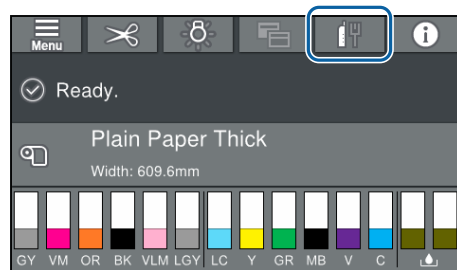 Menu
i
Ready.
Plain Paper Thick
Width: 609.6mm
GY VM OR BK VLM LGY LC Y GR MB V C